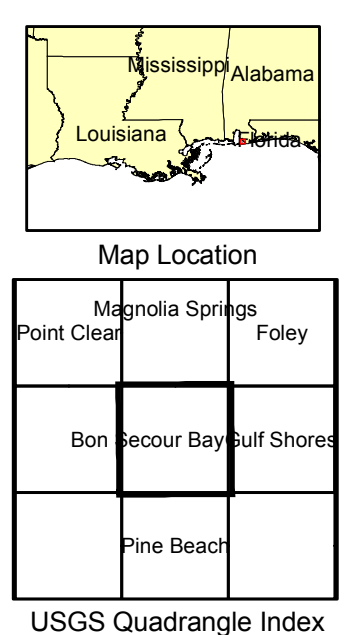 Mississippi
Alabama
Louisiana
Florida
Map Location
Magnolia Springs
Point Clear
Foley
Bon Secour Bay
Gulf Shores
Pine Beach
USGS Quadrangle Index